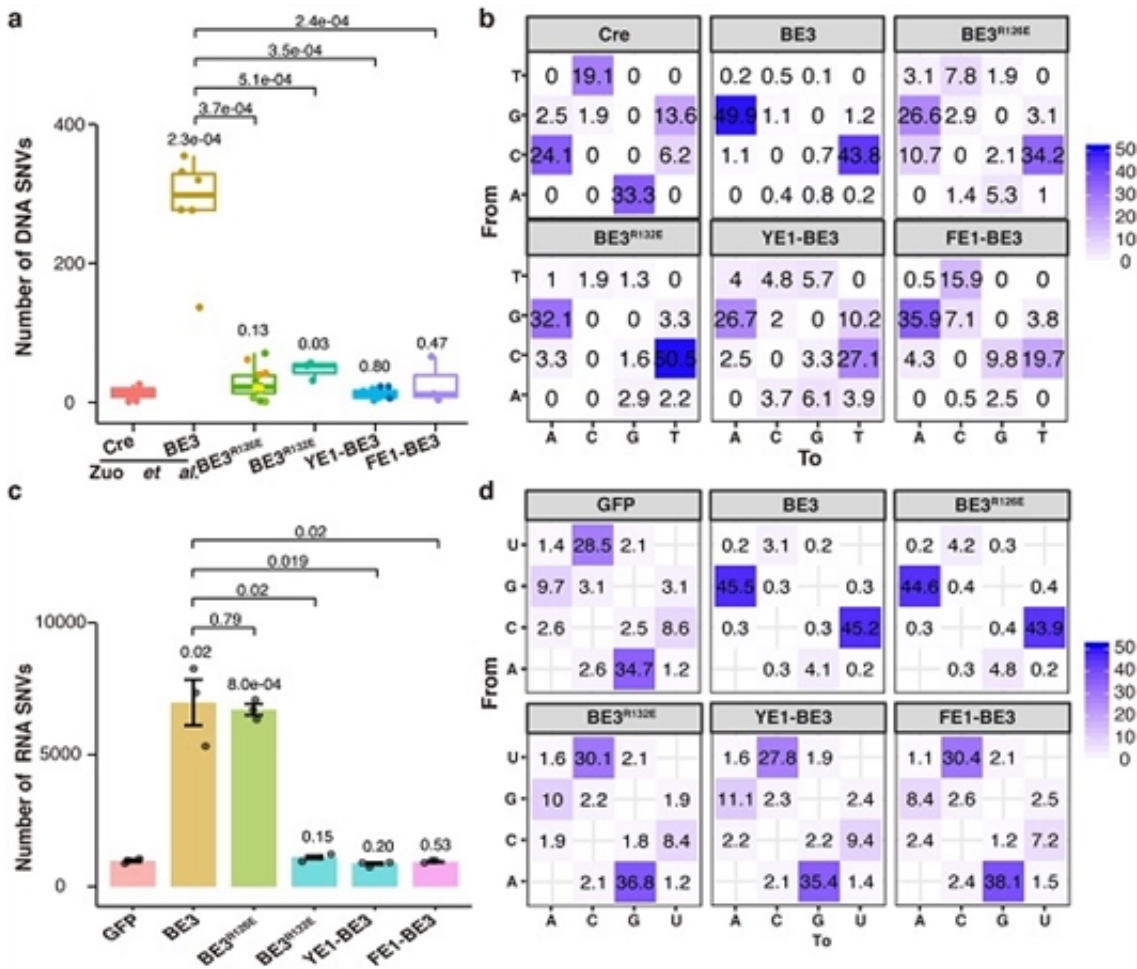 a
2.4e-04
3.5e-04
5.1e-04
3.7e-04
2.3e-04
0.13
0.03
0.80
0.47
Number of DNA SNVs
400
200
0
Cre
BE3
BE3R126E
BE3R132E
YE1-BE3
FE1-BE3
Zuo et al.
b
Cre BE3 BE3R126E
T 0 19.1 0 0 0.2 0.5 0.1 0 3.1 7.8 1.9 0
G 2.5 1.9 0 13.6 49.9 1.1 0 1.2 26.6 2.9 0 3.1
C 24.1 0 0 6.2 1.1 0 0.7 43.8 10.7 0 2.1 34.2
A 0 0 33.3 0 0 0.4 0.8 0.2 0 1.4 5.3 1
BE3R132E YE1-BE3 FE1-BE3
T 1 1.9 1.3 0 4 4.8 5.7 0 0.5 15.9 0 0
G 32.1 0 0 3.3 26.7 2 0 10.2 35.9 7.1 0 3.8
C 3.3 0 1.6 50.5 2.5 0 3.3 27.1 4.3 0 9.8 19.7
A 0 0 2.9 2.2 0 3.7 6.1 3.9 0 0.5 2.5 0
A C G T A C G T A C G T
To
From
50
40
30
20
10
0
c
0.02
0.019
0.02
0.79
0.02
8.0e-04
0.15
0.20
0.53
Number of RNA SNVs
10000
5000
0
GFP
BE3
BE3R126E
BE3R132E
YE1-BE3
FE1-BE3
d
GFP BE3 BE3R126E
U 1.4 28.5 2.1 0.2 3.1 0.2 0.2 4.2 0.3
G 9.7 3.1 3.1 45.5 0.3 0.3 44.6 0.4 0.4
C 2.6 2.5 8.6 0.3 0.3 45.2 0.3 0.4 43.9
A 2.6 34.7 1.2 0.3 4.1 0.2 0.3 4.8 0.2
BE3R132E YE1-BE3 FE1-BE3
U 1.6 30.1 2.1 1.6 27.8 1.9 1.1 30.4 2.1
G 10 2.2 1.9 11.1 2.3 2.4 8.4 2.6 2.5
C 1.9 1.8 8.4 2.2 2.2 9.4 2.4 1.2 7.2
A 2.1 36.8 1.2 2.1 35.4 1.4 2.4 38.1 1.5
A C G U A C G U A C G U
To
From
50
40
30
20
10
0